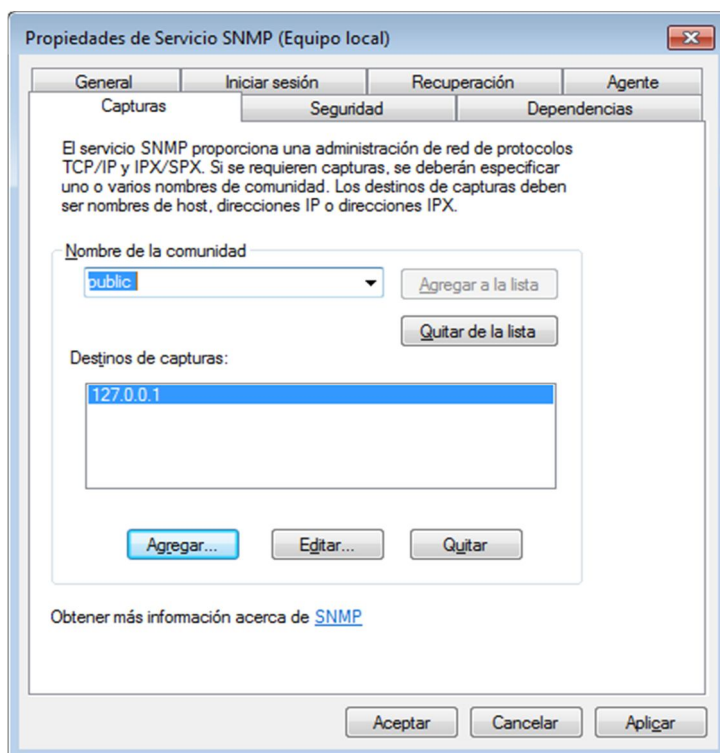 Propiedades de Servicio SNMP (Equipo local)
General Iniciar sesión Recuperación Agente
Capturas Seguridad Dependencias
El servicio SNMP proporciona una administración de red de protocolos
TCP/IP y IPX/SPX. Si se requieren capturas, se deberán especificar
uno o varios nombres de comunidad. Los destinos de capturas deben
ser nombres de host, direcciones IP o direcciones IPX.
Nombre de la comunidad
public
Agregar a la lista
Quitar de la lista
Destinos de capturas:
127.0.0.1
Agregar... Editar... Quitar
Obtener más información acerca de SNMP
Aceptar Cancelar Aplicar